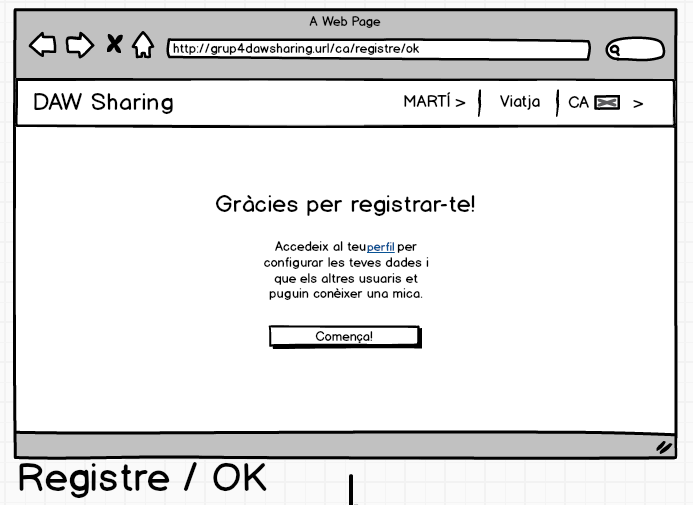 A Web Page
http://grup4dawsharing.url/ca/registre/ok
DAW Sharing MARTÍ > Viatja CA >
Gràcies per registrar-te!
Accedeix al teu perfil per
configurar les teves dades i
que els altres usuaris et
puguin conèixer una mica.
Comença!
Registre / OK